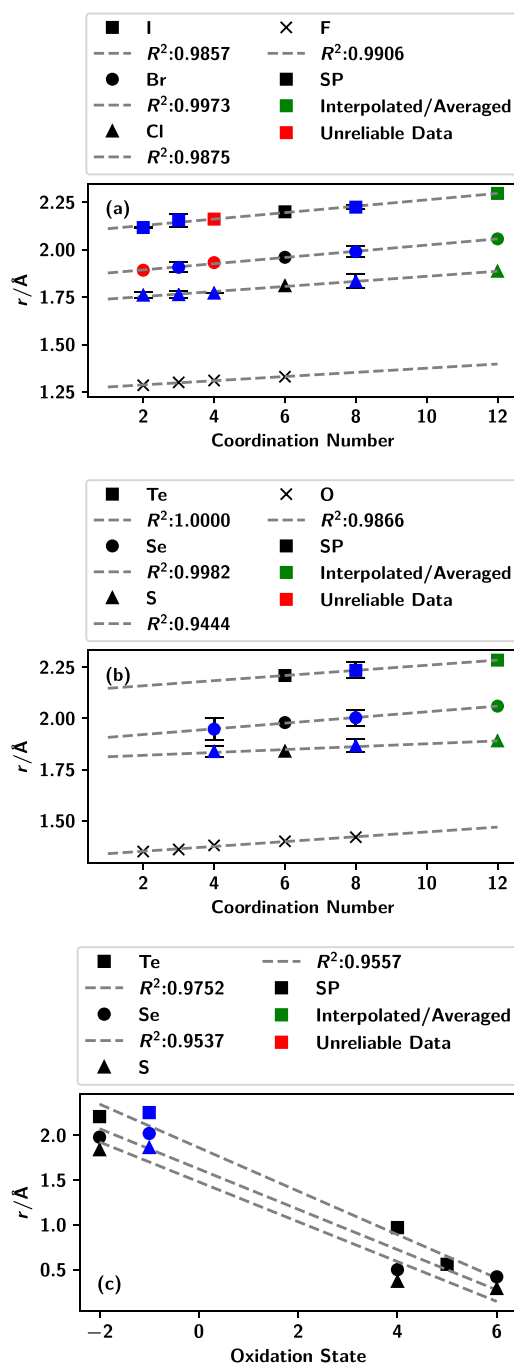 I F
R²:0.9857 R²:0.9906
Br SP
R²:0.9973 Interpolated/Averaged
Cl Unreliable Data
R²:0.9875
(a)
2.25
2.00
1.75
1.50
1.25
r/Å
2 4 6 8 10 12
Coordination Number
Te O
R²:1.0000 R²:0.9866
Se SP
R²:0.9982 Interpolated/Averaged
S Unreliable Data
R²:0.9444
(b)
2.25
2.00
1.75
1.50
r/Å
2 4 6 8 10 12
Coordination Number
Te R²:0.9557
R²:0.9752 SP
Se Interpolated/Averaged
R²:0.9537 Unreliable Data
S
2.0
1.5
1.0
0.5
r/Å
(c)
−2 0 2 4 6
Oxidation State